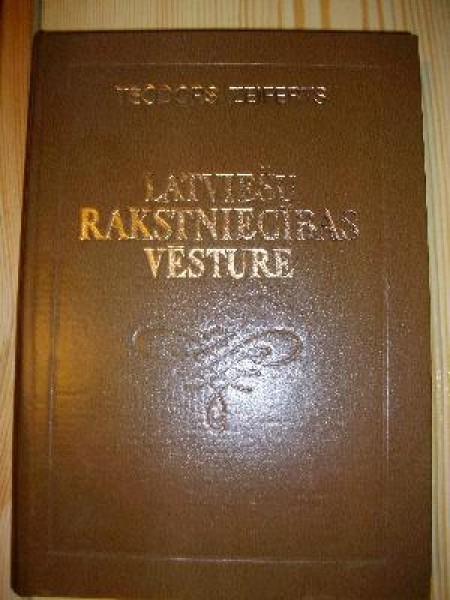 TEODORS ZEIFERTS
LATVIEŠU
RAKSTNIECĪBAS
VĒSTURE